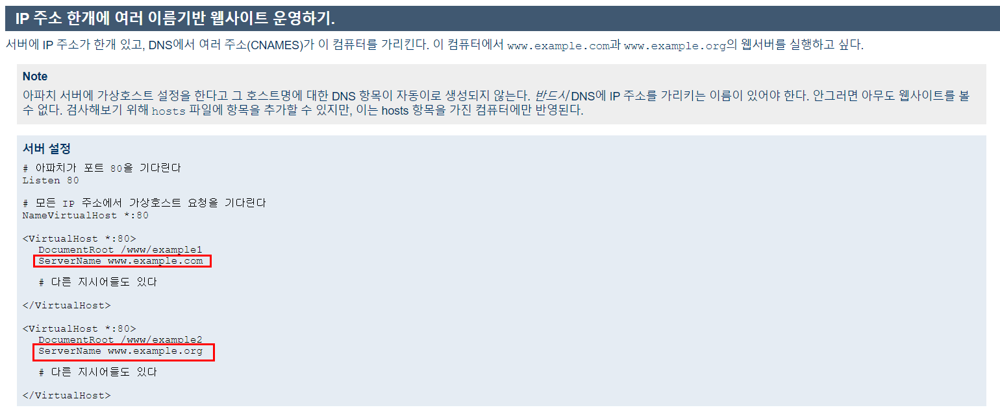 IP 주소 한개에 여러 이름기반 웹사이트 운영하기.
서버에 IP 주소가 한개 있고, DNS에서 여러 주소(CNAMES)가 이 컴퓨터를 가리킨다. 이 컴퓨터에서 www.example.com과 www.example.org의 웹서버를 실행하고 싶다.
Note
아파치 서버에 가상호스트 설정을 한다고 그 호스트명에 대한 DNS 항목이 자동이로 생성되지 않는다. 반드시 DNS에 IP 주소를 가리키는 이름이 있어야 한다. 안그러면 아무도 웹사이트를 볼
수 없다. 검사해보기 위해 hosts 파일에 항목을 추가할 수 있지만, 이는 hosts 항목을 가진 컴퓨터에만 반영된다.
서버 설정
# 아파치가 포트 80을 기다린다
Listen 80
# 모든 IP 주소에서 가상호스트 요청을 기다린다
NameVirtualHost *:80
<VirtualHost *:80>
DocumentRoot /www/example1
ServerName www.example.com
# 다른 지시어들도 있다
</VirtualHost>
<VirtualHost *:80>
DocumentRoot /www/example2
ServerName www.example.org
# 다른 지시어들도 있다
</VirtualHost>